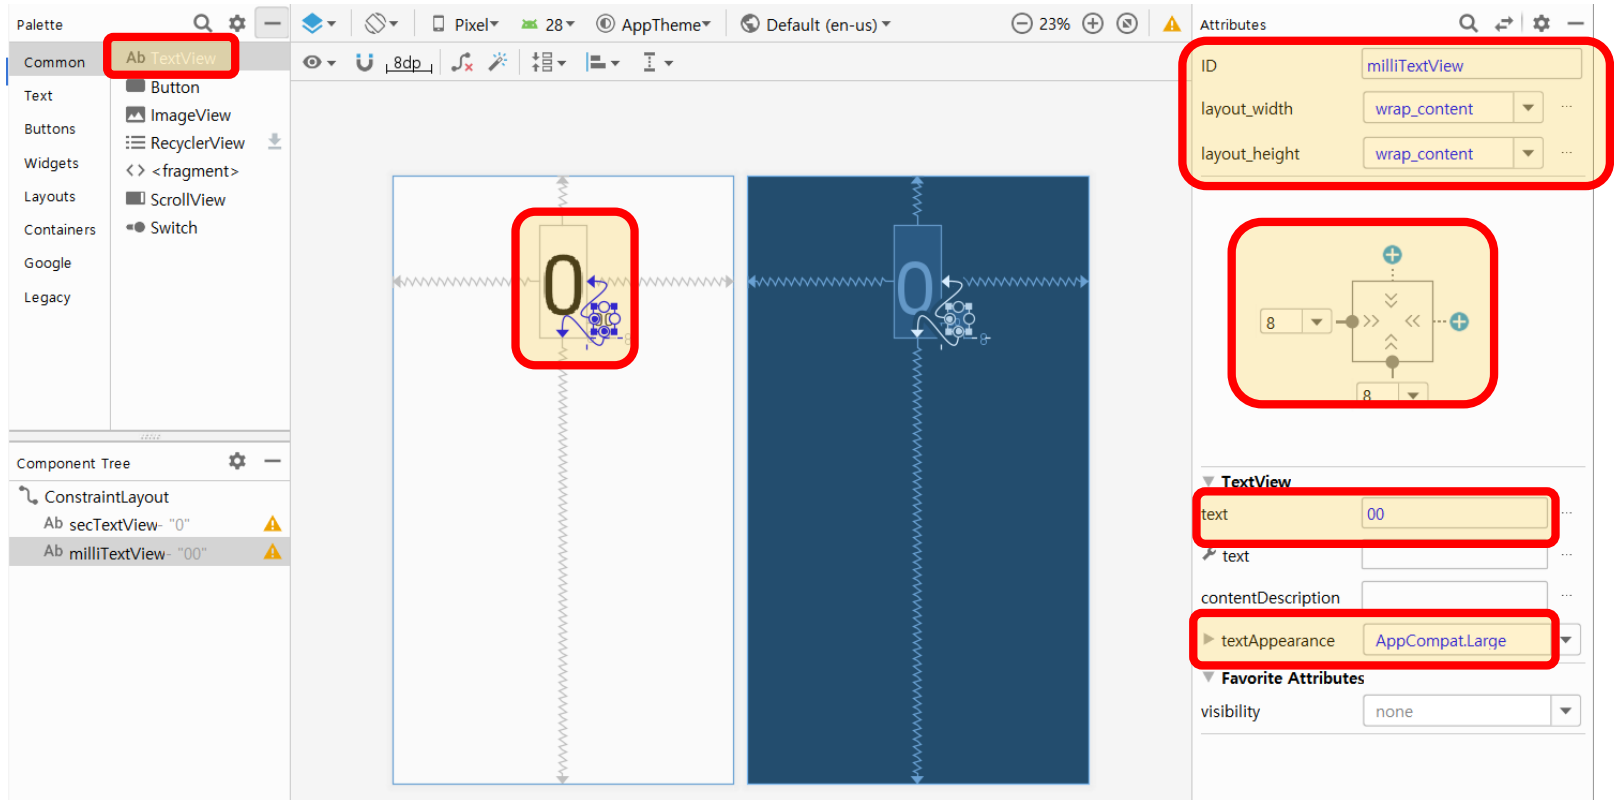 Palette
Common
Text
Buttons
Widgets
Layouts
Containers
Google
Legacy
Ab TextView
Button
ImageView
RecyclerView
<fragment>
ScrollView
Switch
Component Tree
ConstraintLayout
Ab secTextView- "0"
Ab milliTextView- "00"
Pixel 28 AppTheme Default (en-us) 23%
8dp
0
8
0
8
Attributes
ID milliTextView
layout_width wrap_content ...
layout_height wrap_content ...
8
8
TextView
text 00 ...
text ...
contentDescription ...
textAppearance AppCompat.Large
Favorite Attributes
visibility none